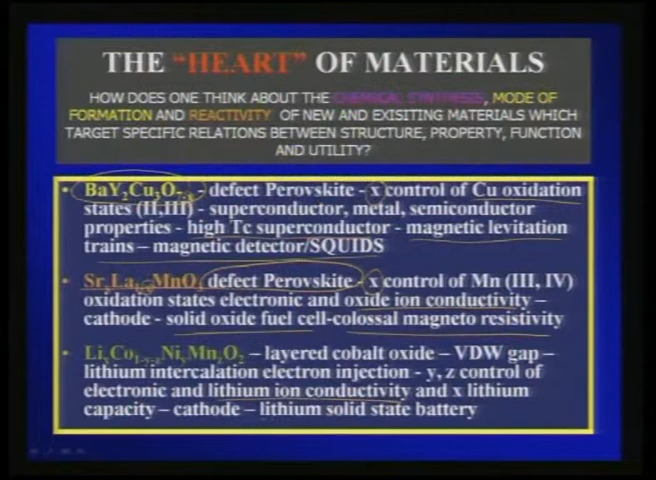 THE “HEART” OF MATERIALS
HOW DOES ONE THINK ABOUT THE CHEMICAL SYNTHESIS, MODE OF
FORMATION AND REACTIVITY OF NEW AND EXISITING MATERIALS WHICH
TARGET SPECIFIC RELATIONS BETWEEN STRUCTURE, PROPERTY, FUNCTION
AND UTILITY?
• BaY₂Cu₃O₇₋ₓ - defect Perovskite - x control of Cu oxidation
states (II,III) - superconductor, metal, semiconductor
properties - high Tc superconductor - magnetic levitation
trains – magnetic detector/SQUIDS
• SrₓLa₁₋ₓMnO₃ defect Perovskite - x control of Mn (III, IV)
oxidation states electronic and oxide ion conductivity –
cathode - solid oxide fuel cell-colossal magneto resistivity
• LiₓCo₁₋y₋zNiyMnzO₂ – layered cobalt oxide – VDW gap –
lithium intercalation electron injection - y, z control of
electronic and lithium ion conductivity and x lithium
capacity – cathode – lithium solid state battery